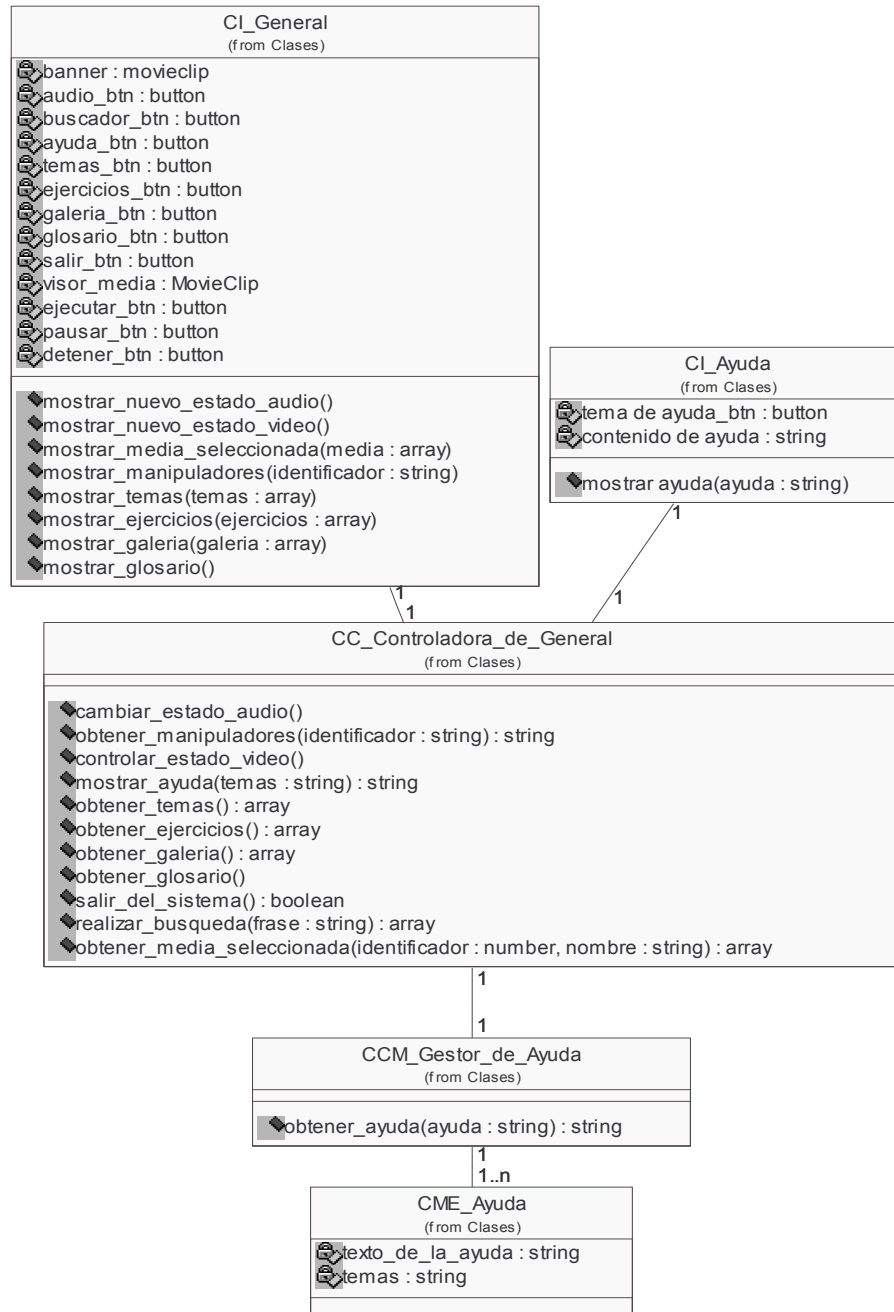 CI_General
(from Clases)
banner : movieclip
audio_btn : button
buscador_btn : button
ayuda_btn : button
temas_btn : button
ejercicios_btn : button
galeria_btn : button
glosario_btn : button
salir_btn : button
visor_media : MovieClip
ejecutar_btn : button
pausar_btn : button
detener_btn : button
mostrar_nuevo_estado_audio()
mostrar_nuevo_estado_video()
mostrar_media_seleccionada(media : array)
mostrar_manipuladores(identificador : string)
mostrar_temas(temas : array)
mostrar_ejercicios(ejercicios : array)
mostrar_galeria(galeria : array)
mostrar_glosario()
CI_Ayuda
(from Clases)
tema de ayuda_btn : button
contenido de ayuda : string
mostrar ayuda(ayuda : string)
1
1
1
1
CC_Controladora_de_General
(from Clases)
cambiar_estado_audio()
obtener_manipuladores(identificador : string) : string
controlar_estado_video()
mostrar_ayuda(temas : string) : string
obtener_temas() : array
obtener_ejercicios() : array
obtener_galeria() : array
obtener_glosario()
salir_del_sistema() : boolean
realizar_busqueda(frase : string) : array
obtener_media_seleccionada(identificador : number, nombre : string) : array
1
1
CCM_Gestor_de_Ayuda
(from Clases)
obtener_ayuda(ayuda : string) : string
1
1..n
CME_Ayuda
(from Clases)
texto_de_la_ayuda : string
temas : string